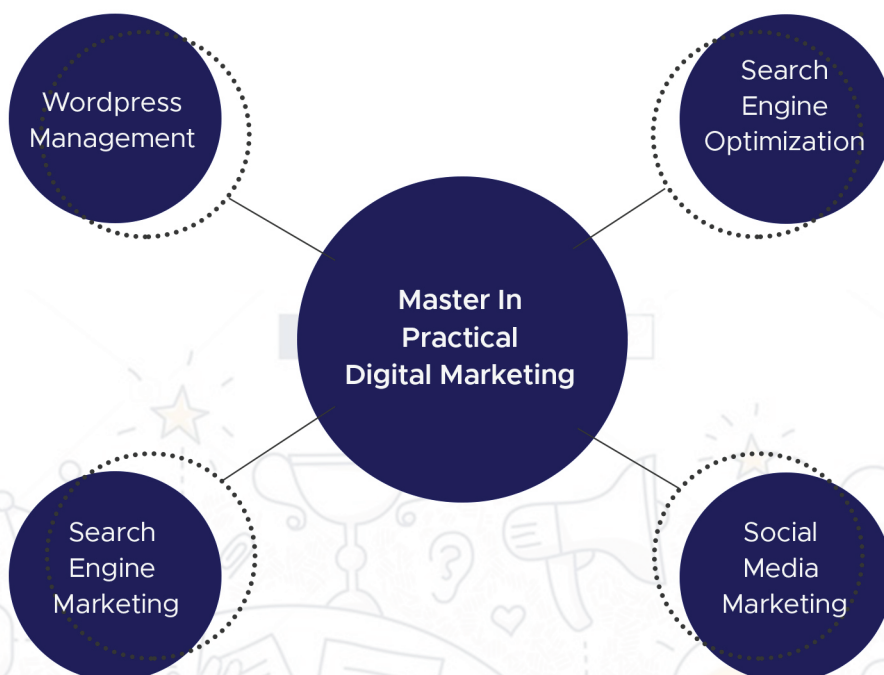 Wordpress
Management
Search
Engine
Optimization
Master In
Practical
Digital Marketing
Search
Engine
Marketing
Social
Media
Marketing